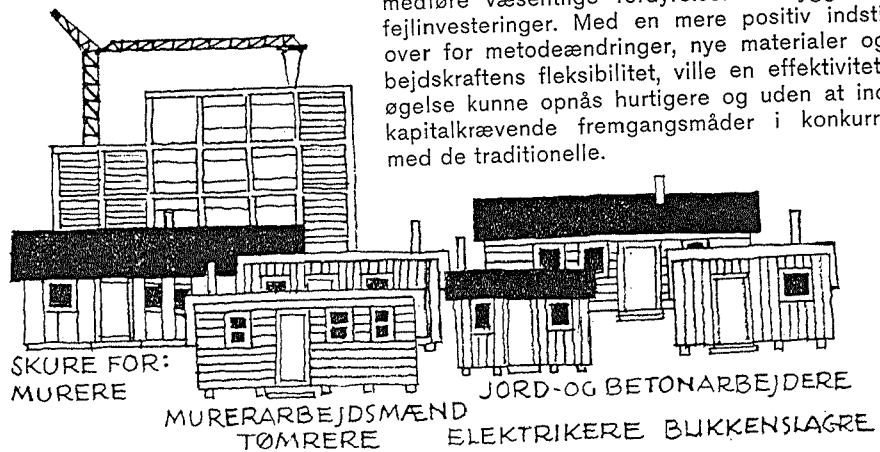 medføre væsentlige
fejlinvesteringer. Med en mere positiv indsti
over for metodeændringer, nye materialer og
bejdskraftens fleksibilitet, ville en effektivitet
øgelse kunne opnås hurtigere og uden at ind
kapitalkrævende fremgangsmåder i konkurr
med de traditionelle.
SKURE FOR:
MURERE
MURERARBEJDSMÆND
TØMRERE
JORD-OG BETONARBEJDERE
ELEKTRIKERE BLIKKENSLAGRE